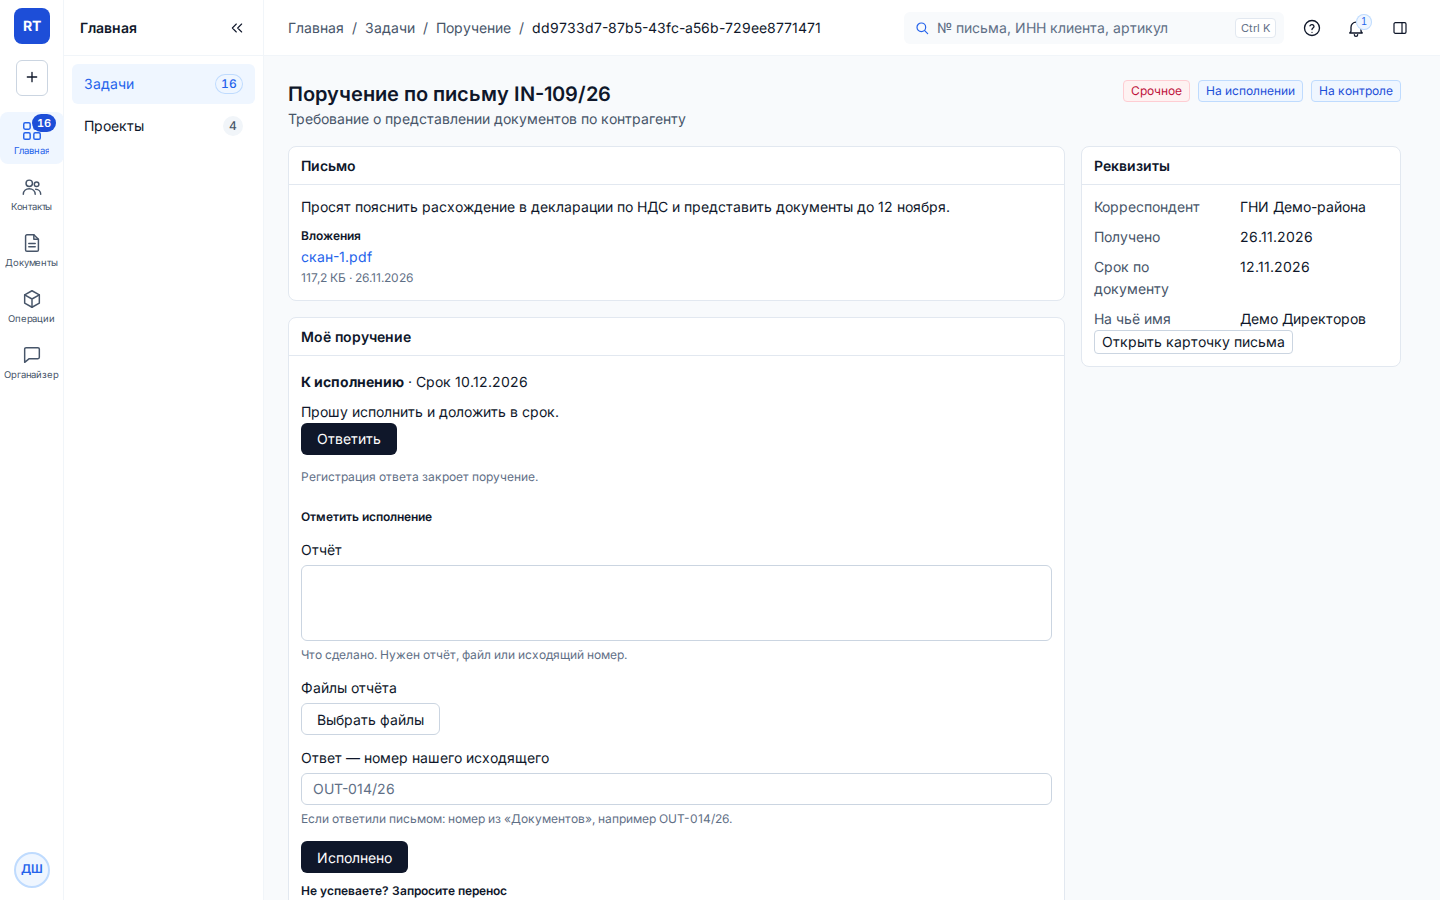 RT
Главная
Главная / Задачи / Поручение / dd9733d7-87b5-43fc-a56b-729ee8771471
№ письма, ИНН клиента, артикул
Ctrl K
1
16
Главная
Контакты
Документы
Операции
Органайзер
ДШ
Задачи 16
Проекты 4
Поручение по письму IN-109/26
Требование о представлении документов по контрагенту
Срочное
На исполнении
На контроле
Письмо
Просят пояснить расхождение в декларации по НДС и представить документы до 12 ноября.
Вложения
скан-1.pdf
117,2 КБ · 26.11.2026
Моё поручение
К исполнению · Срок 10.12.2026
Прошу исполнить и доложить в срок.
Ответить
Регистрация ответа закроет поручение.
Отметить исполнение
Отчёт
Что сделано. Нужен отчёт, файл или исходящий номер.
Файлы отчёта
Выбрать файлы
Ответ — номер нашего исходящего
OUT-014/26
Если ответили письмом: номер из «Документов», например OUT-014/26.
Исполнено
Не успеваете? Запросите перенос
Реквизиты
Корреспондент ГНИ Демо-района
Получено 26.11.2026
Срок по 12.11.2026
документу
На чьё имя Демо Директоров
Открыть карточку письма